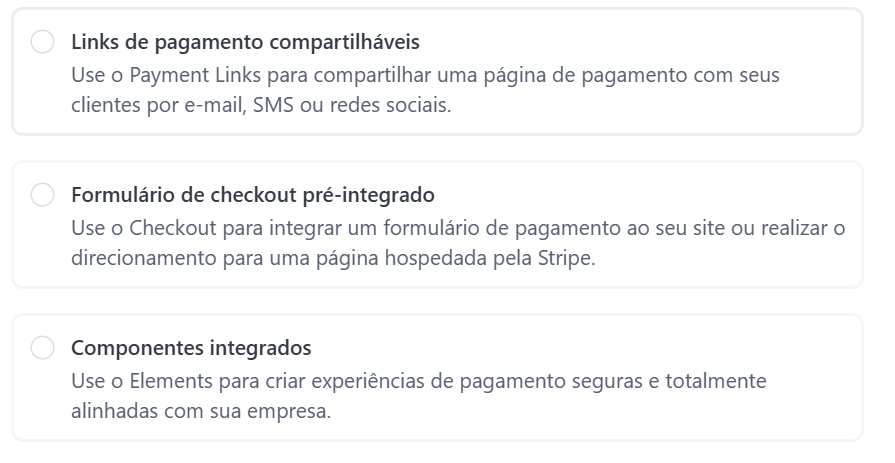 Links de pagamento compartilháveis
Use o Payment Links para compartilhar uma página de pagamento com seus
clientes por e-mail, SMS ou redes sociais.
Formulário de checkout pré-integrado
Use o Checkout para integrar um formulário de pagamento ao seu site ou realizar o
direcionamento para uma página hospedada pela Stripe.
Componentes integrados
Use o Elements para criar experiências de pagamento seguras e totalmente
alinhadas com sua empresa.